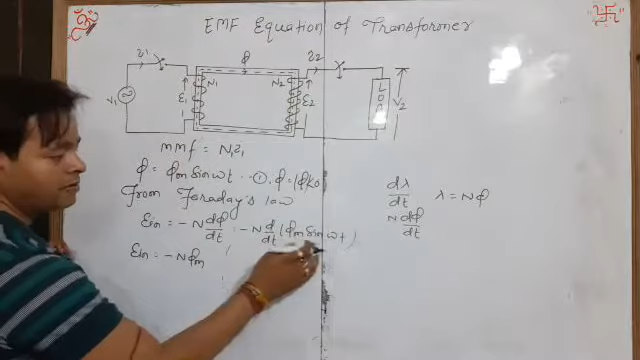 EMF Equation of Transformer
i1
φ
i2
V1
E1
N1
N2
E2
LOAD
V2
mmf = N1i1
φ = φm sin ωt ...①, φ = |φ|∠0
dλ/dt λ = Nφ
From Faraday's law
N dφ/dt
Ein = -N dφ/dt = -N d/dt (φm sin ωt)
Ein = -Nφm